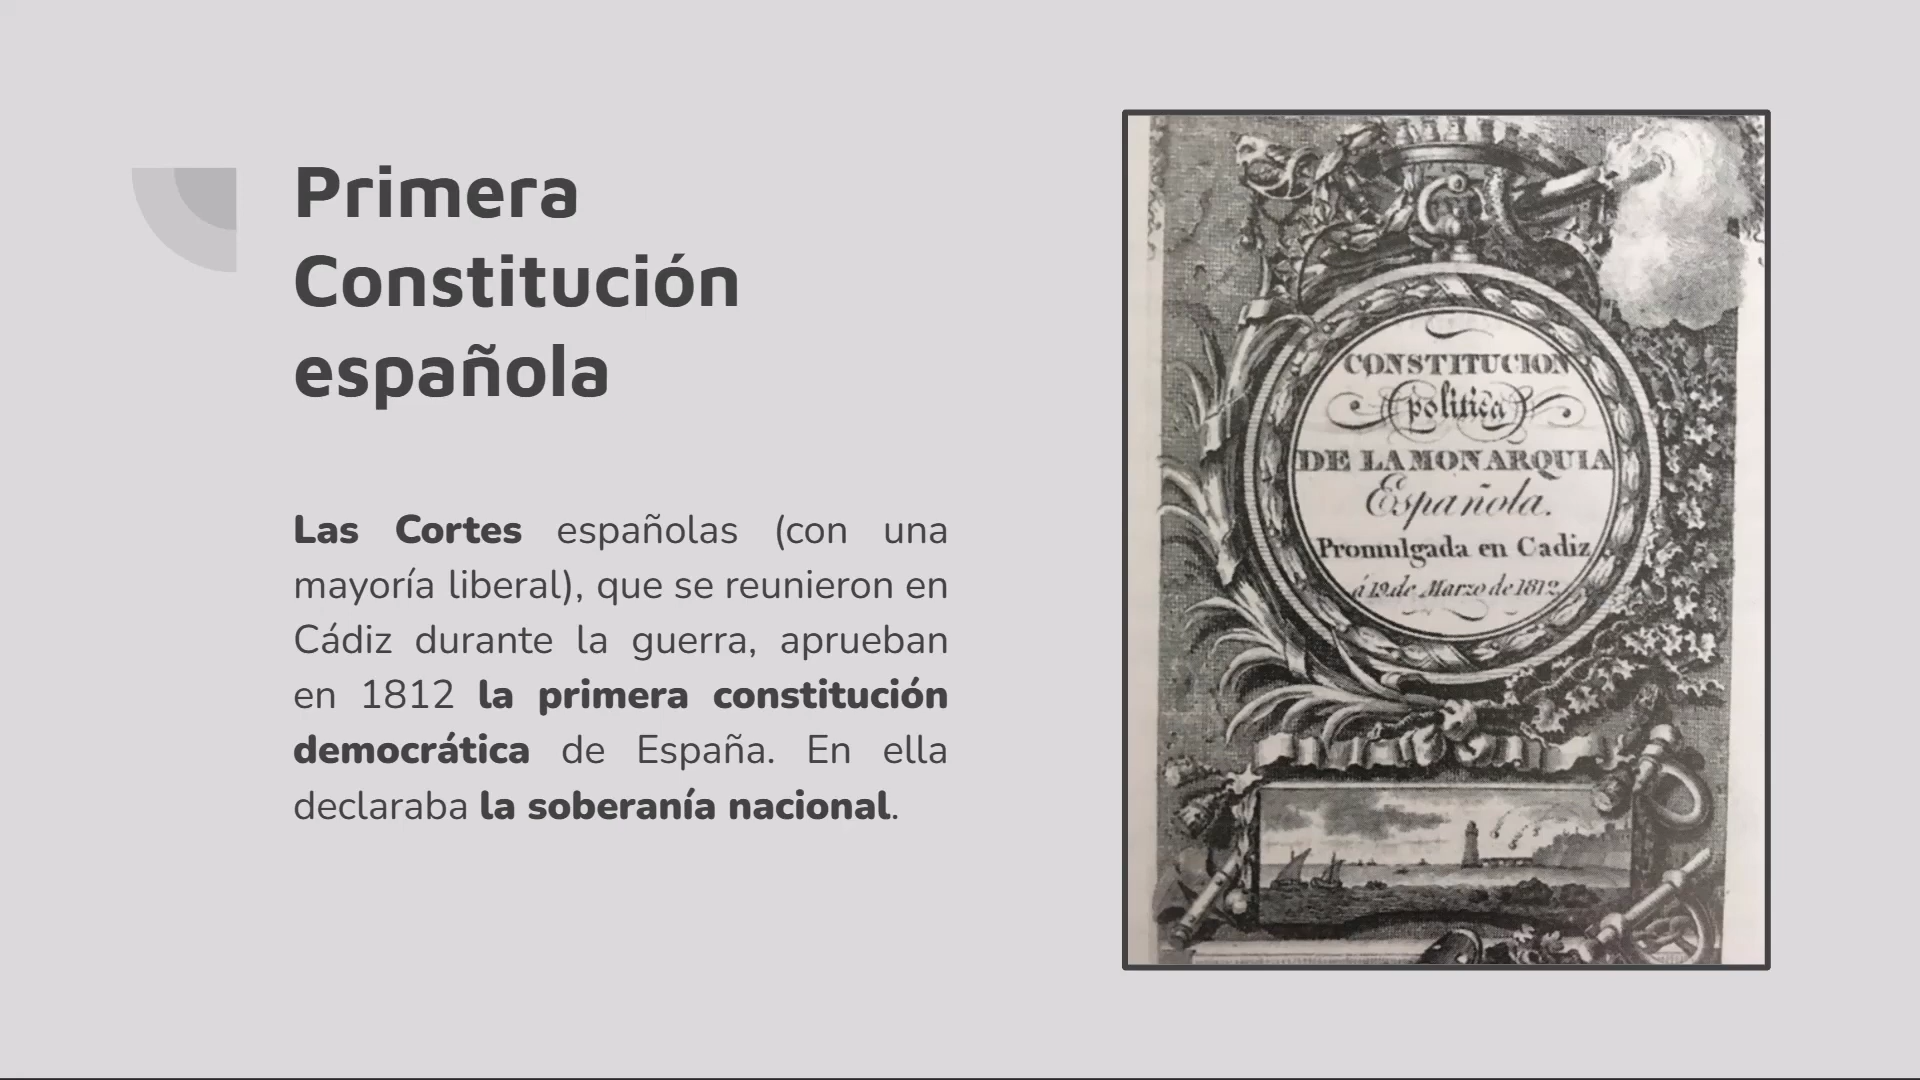 Primera
Constitución
española
Las Cortes españolas (con una
mayoría liberal), que se reunieron en
Cádiz durante la guerra, aprueban
en 1812 la primera constitución
democrática de España. En ella
declaraba la soberanía nacional.
CONSTITUCION
politica
DE LA MONARQUIA
Española.
Promulgada en Cadiz
á 19 de Marzo de 1812